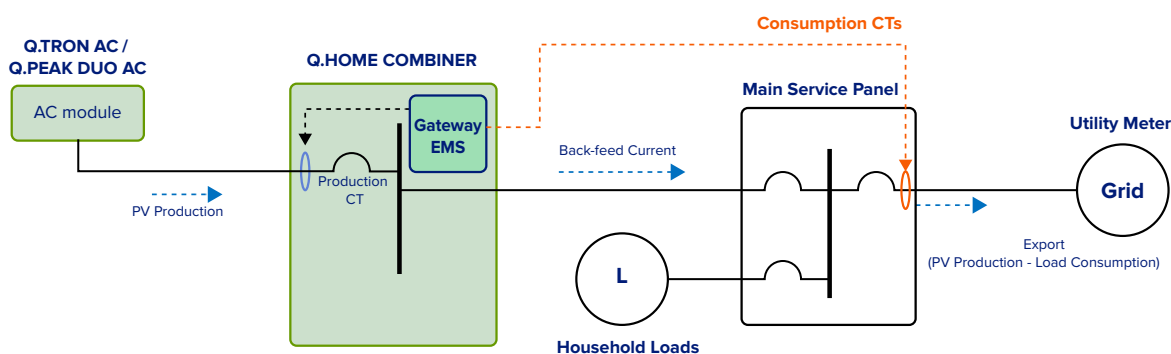 Consumption CTs
Q.TRON AC /
Q.PEAK DUO AC
Q.HOME COMBINER
AC module
Gateway
EMS
Main Service Panel
Utility Meter
Back-feed Current
Production
CT
PV Production
Grid
Export
(PV Production - Load Consumption)
L
Household Loads